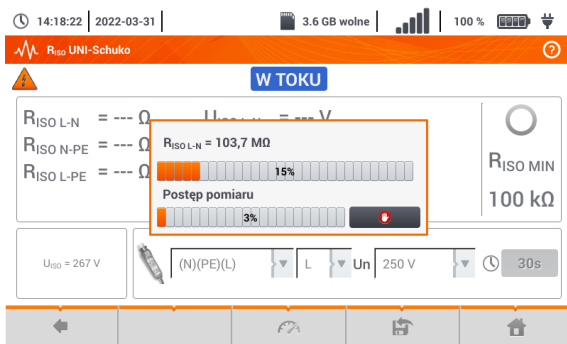 14:18:22 2022-03-31 3.6 GB wolne 100 %
RISO UNI-Schuko
W TOKU
RISO L-N = --- Ω = --- V
RISO N-PE = --- Ω
RISO L-PE = --- Ω
RISO L-N = 103,7 MΩ
15%
Postęp pomiaru
3%
RISO MIN
100 kΩ
UISO = 267 V
(N)(PE)(L) L Un 250 V 30s